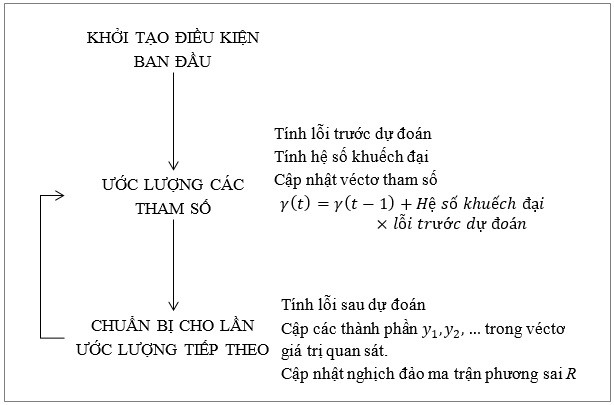 KHỞI TẠO ĐIỀU KIỆN
BAN ĐẦU
Tính lỗi trước dự đoán
Tính hệ số khuếch đại
Cập nhật véctơ tham số
γ(t) = γ(t − 1) + Hệ số khuếch đại
× lỗi trước dự đoán
ƯỚC LƯỢNG CÁC
THAM SỐ
Tính lỗi sau dự đoán
Cập các thành phần y₁, y₂, … trong véctơ
giá trị quan sát.
Cập nhật nghịch đảo ma trận phương sai R
CHUẨN BỊ CHO LẦN
ƯỚC LƯỢNG TIẾP THEO